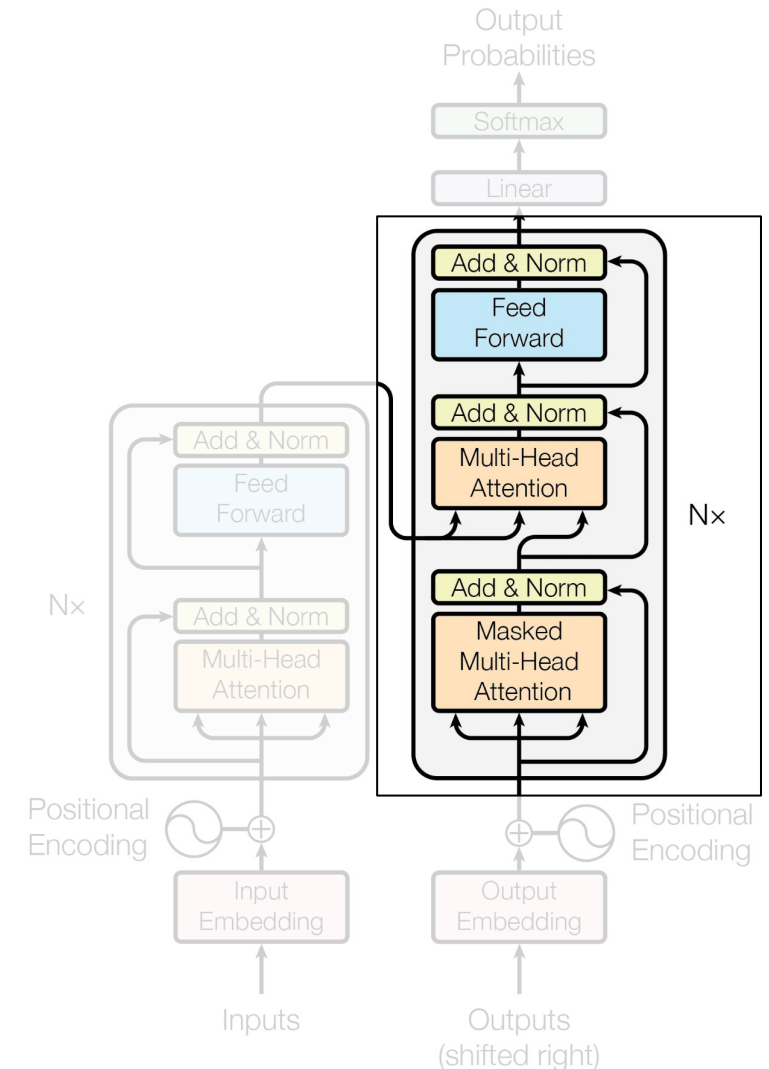 Output
Probabilities
Softmax
Linear
Add & Norm
Feed
Forward
Add & Norm
Multi-Head
Attention
Nx
Add & Norm
Masked
Multi-Head
Attention
Add & Norm
Feed
Forward
Nx
Add & Norm
Multi-Head
Attention
Positional
Encoding
Positional
Encoding
Input
Embedding
Output
Embedding
Inputs
Outputs
(shifted right)